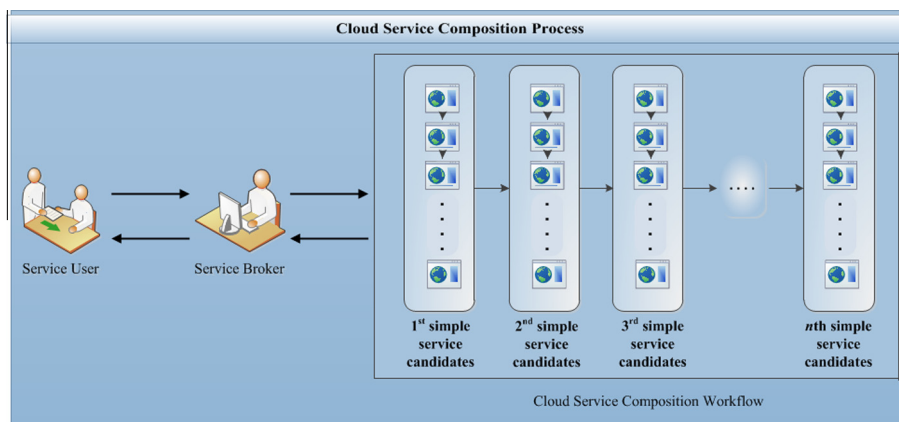 Cloud Service Composition Process
Service User
Service Broker
1st simple
service
candidates
2nd simple
service
candidates
3rd simple
service
candidates
....
nth simple
service
candidates
Cloud Service Composition Workflow